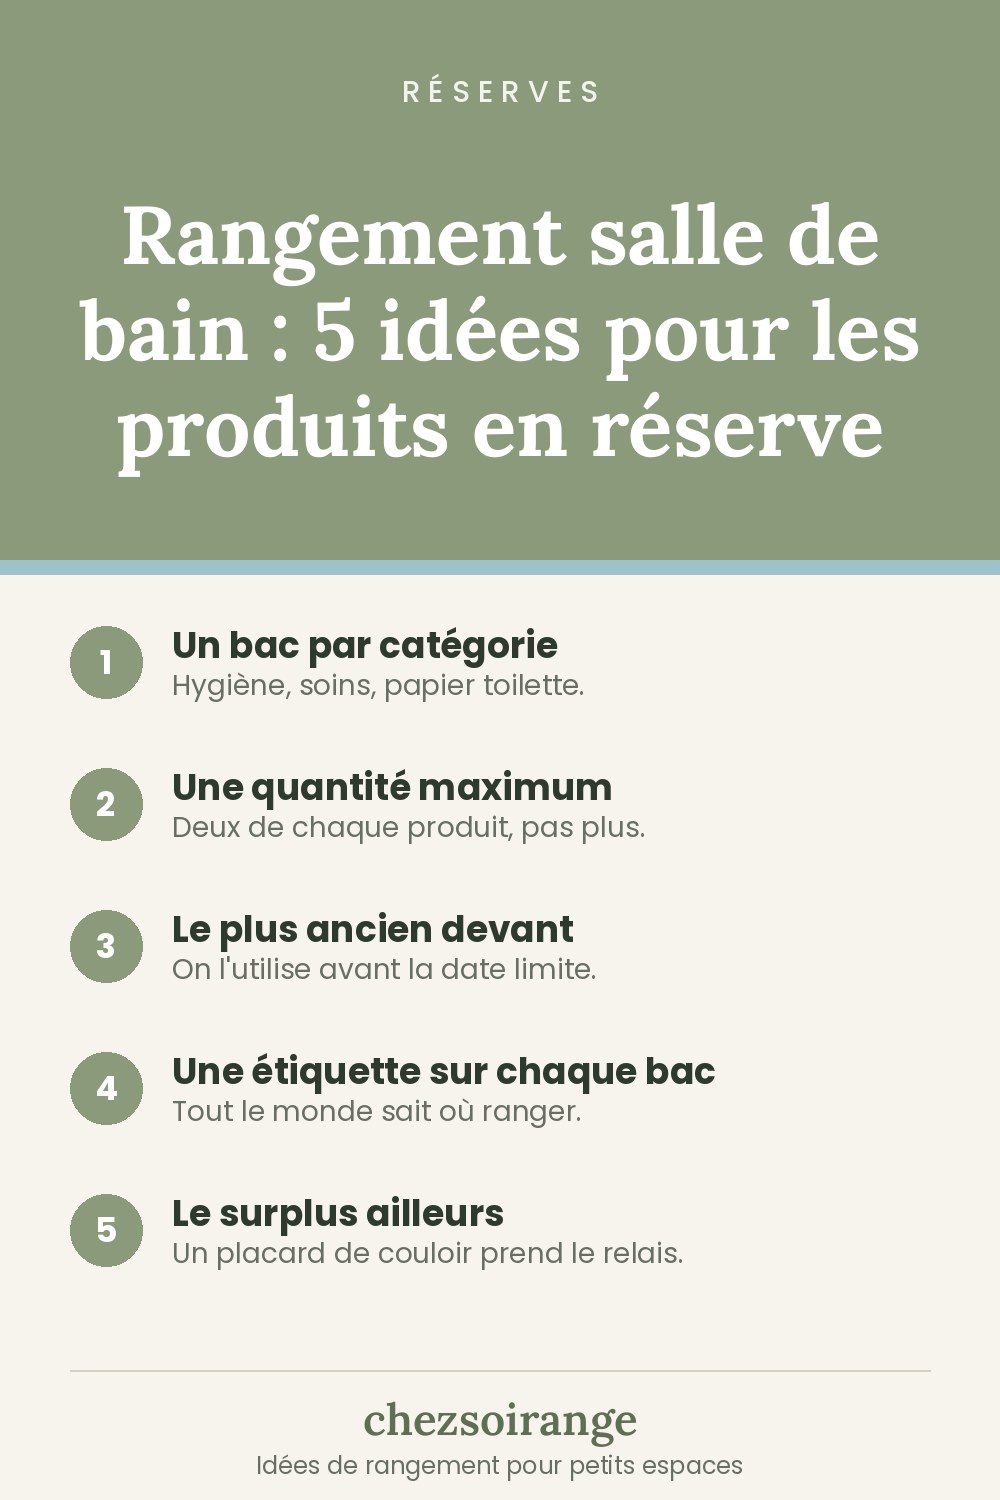 RÉSERVES
Rangement salle de
bain : 5 idées pour les
produits en réserve
1
Un bac par catégorie
Hygiène, soins, papier toilette.
2
Une quantité maximum
Deux de chaque produit, pas plus.
3
Le plus ancien devant
On l'utilise avant la date limite.
4
Une étiquette sur chaque bac
Tout le monde sait où ranger.
5
Le surplus ailleurs
Un placard de couloir prend le relais.
chezsoirange
Idées de rangement pour petits espaces